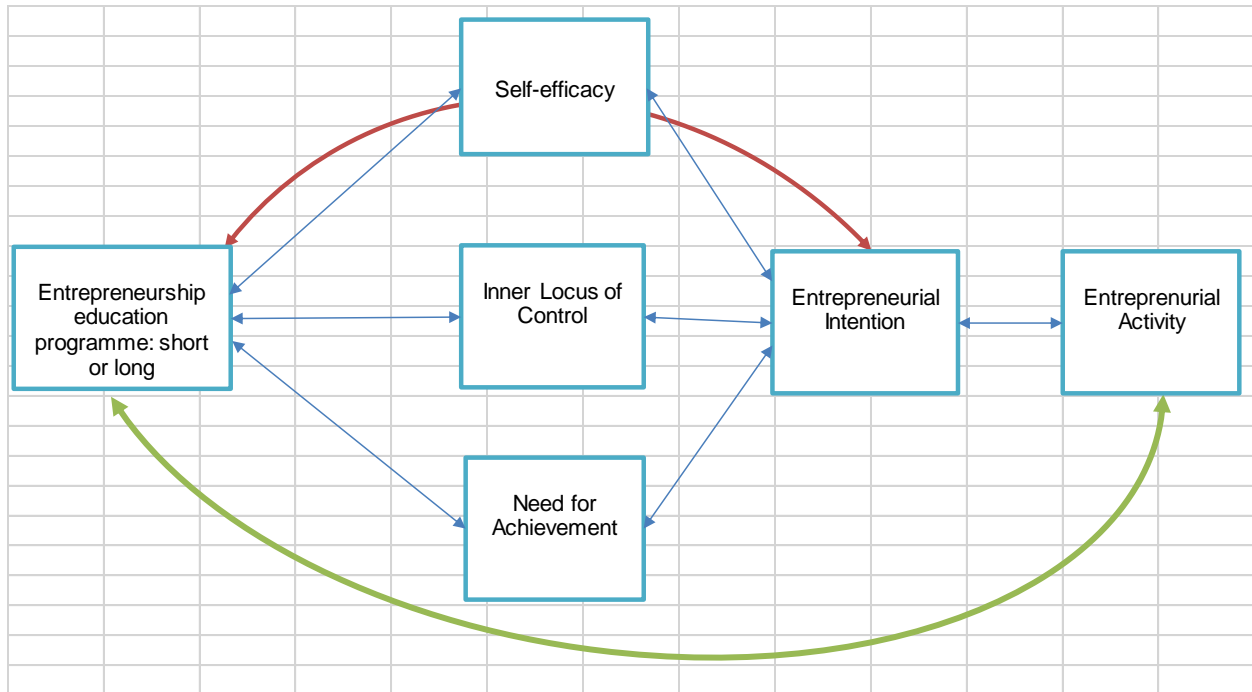 Self-efficacy
Entrepreneurship
education
programme: short
or long
Inner Locus of
Control
Entrepreneurial
Intention
Entreprenurial
Activity
Need for
Achievement